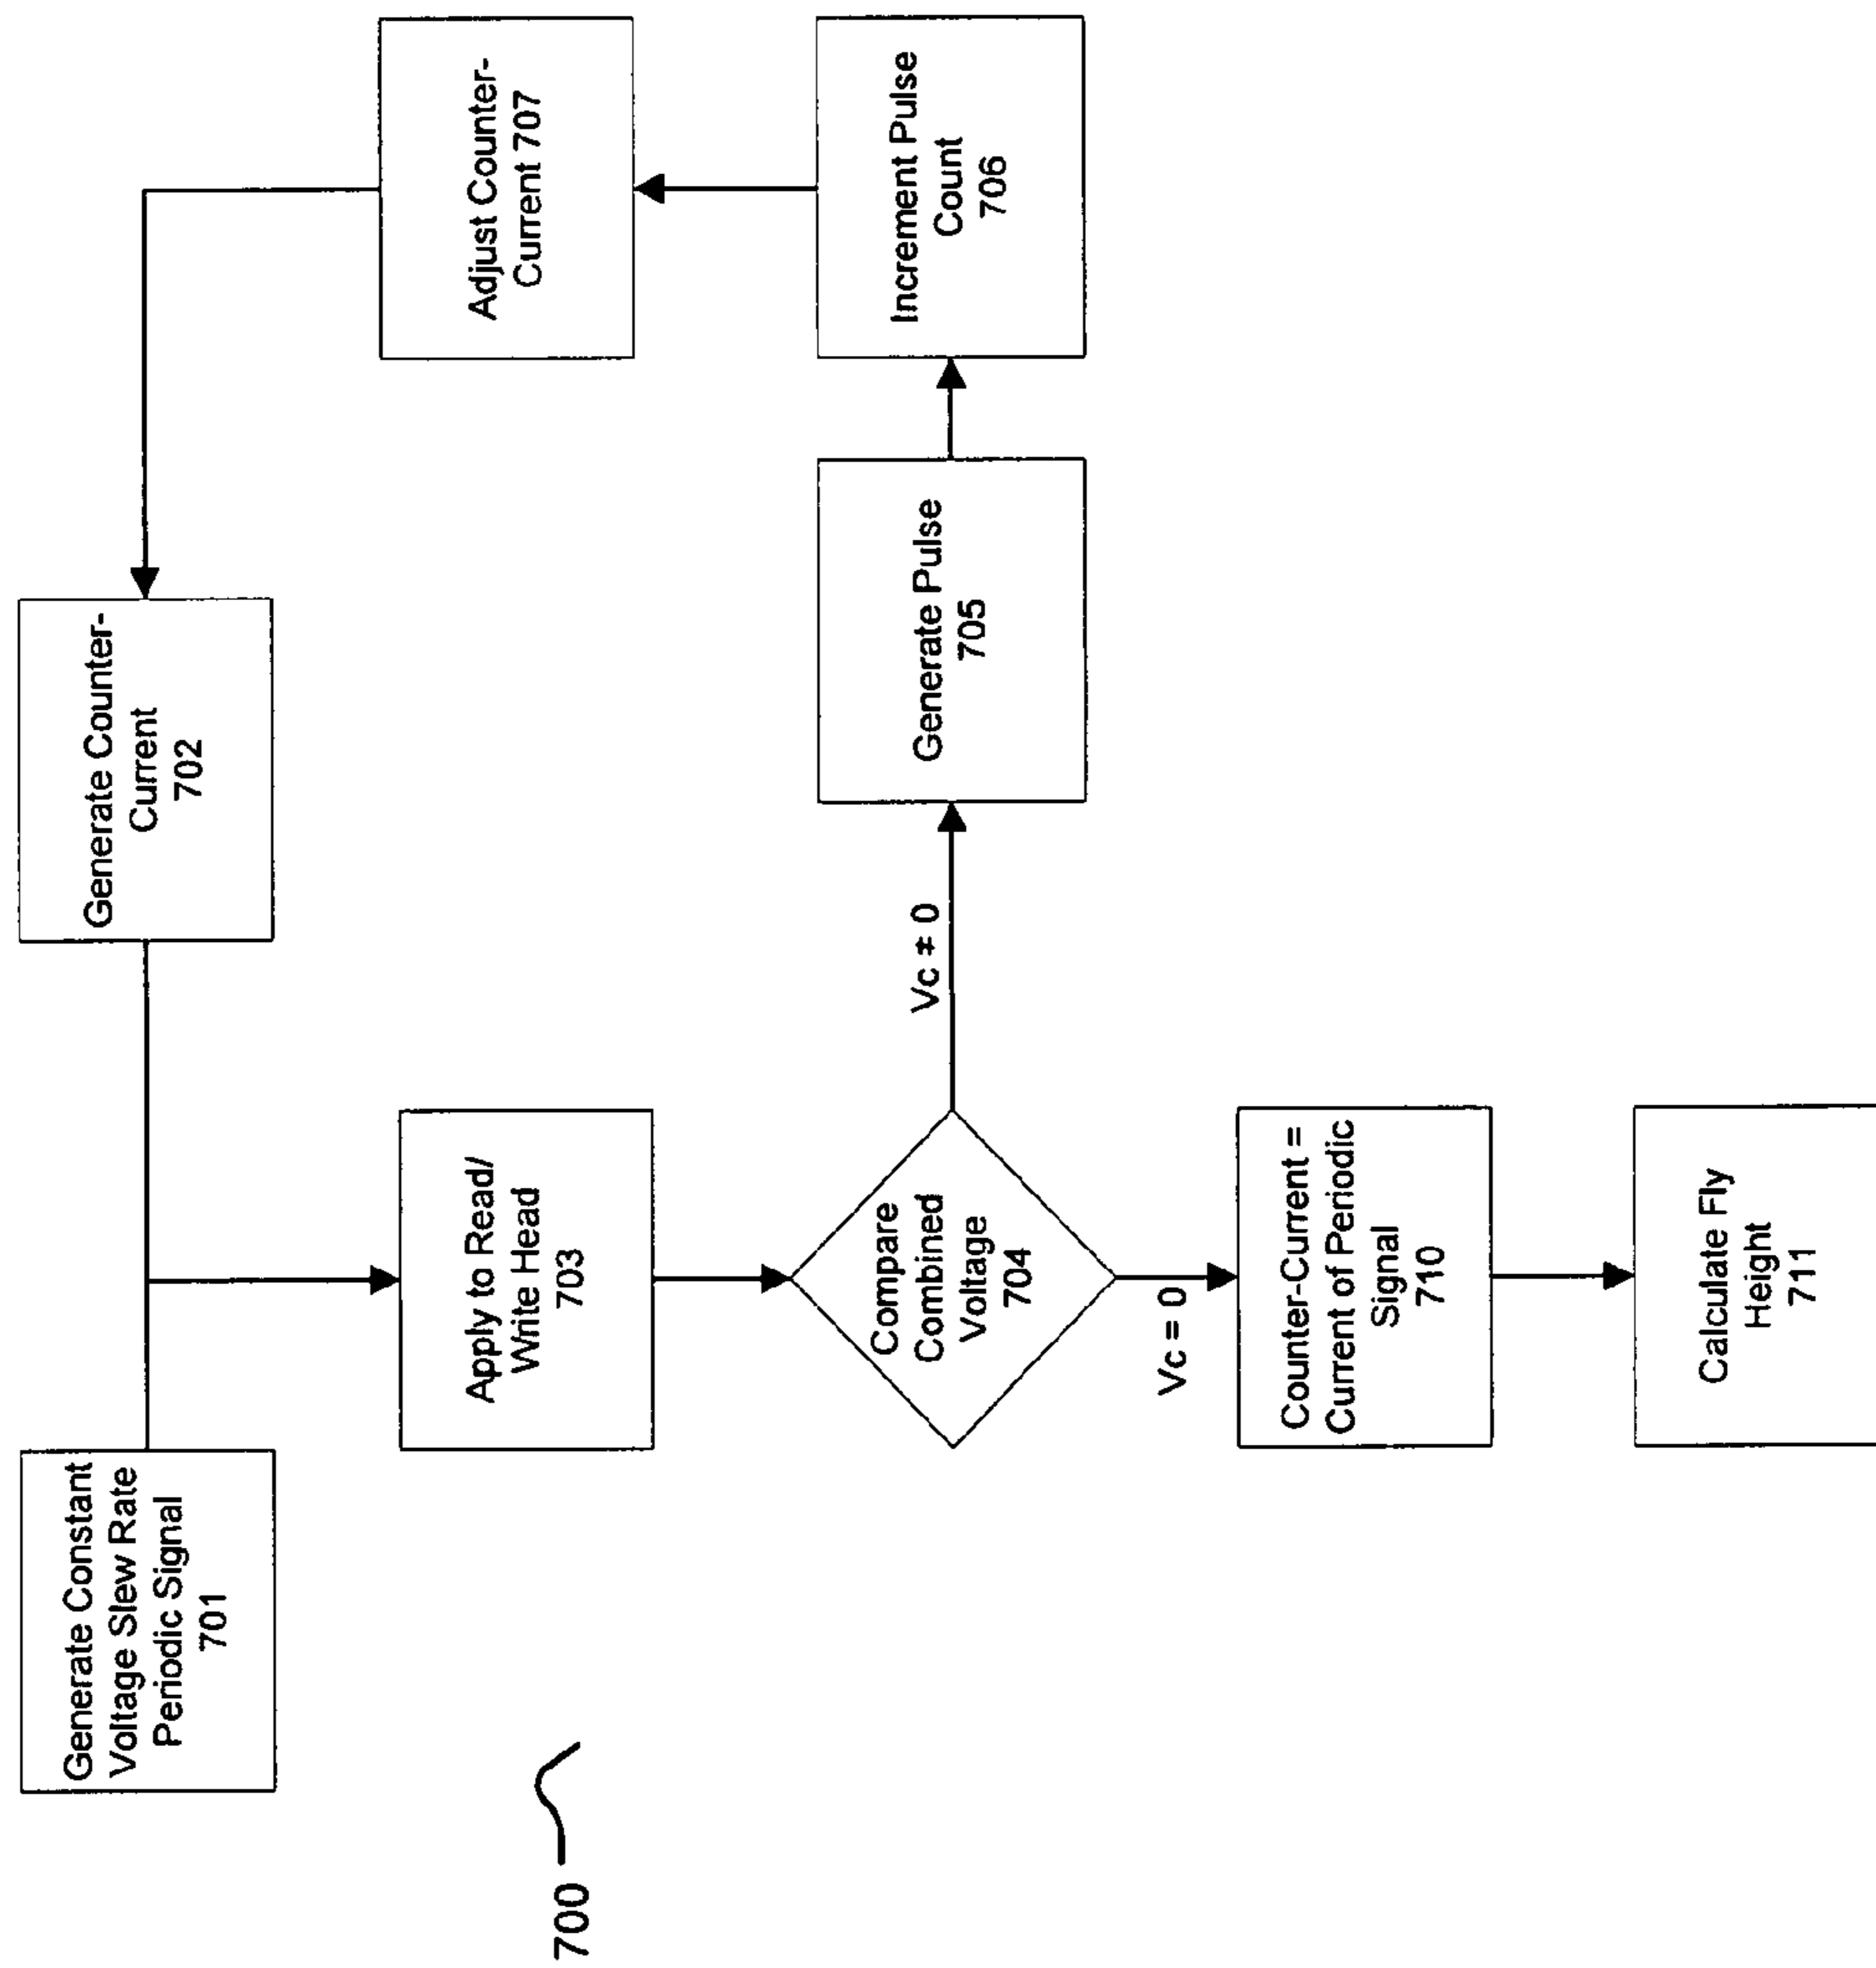 Generate Constant
Voltage Slew Rate
Periodic Signal
701
Generate Counter-
Current
702
Apply to Read/
Write Head
703
Adjust Counter-
Current 707
700
Compare
Combined
Voltage
704
Vc ≠ 0
Generate Pulse
705
Increment Pulse
Count
706
Vc = 0
Counter-Current =
Current of Periodic
Signal
710
Calculate Fly
Height
711